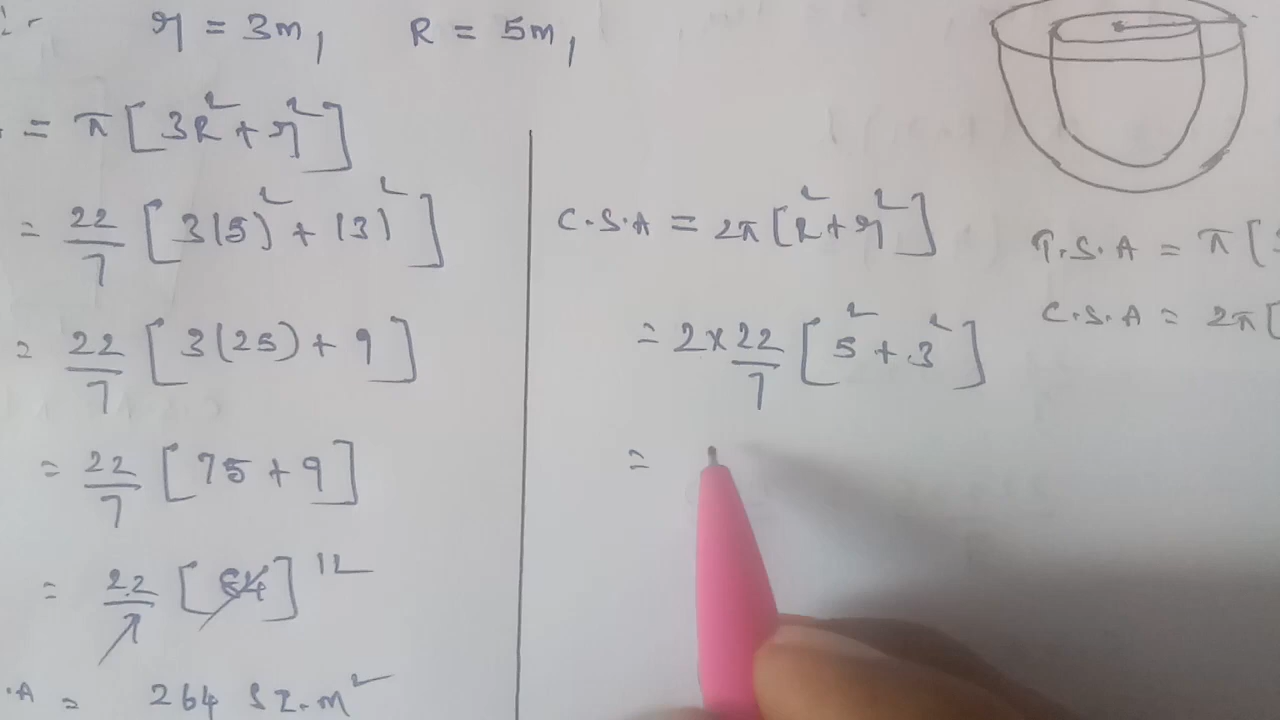 r = 3m, R = 5m,
= π [3R² + r²]
= 22/7 [3(5)² + (3)²]
= 22/7 [3(25) + 9]
= 22/7 [75 + 9]
= 22/7 [84] 12
.A = 264 sq.m²
C.S.A = 2π [R² + r²]
= 2 × 22/7 [5² + 3²]
=
T.S.A = π [
C.S.A = 2π [